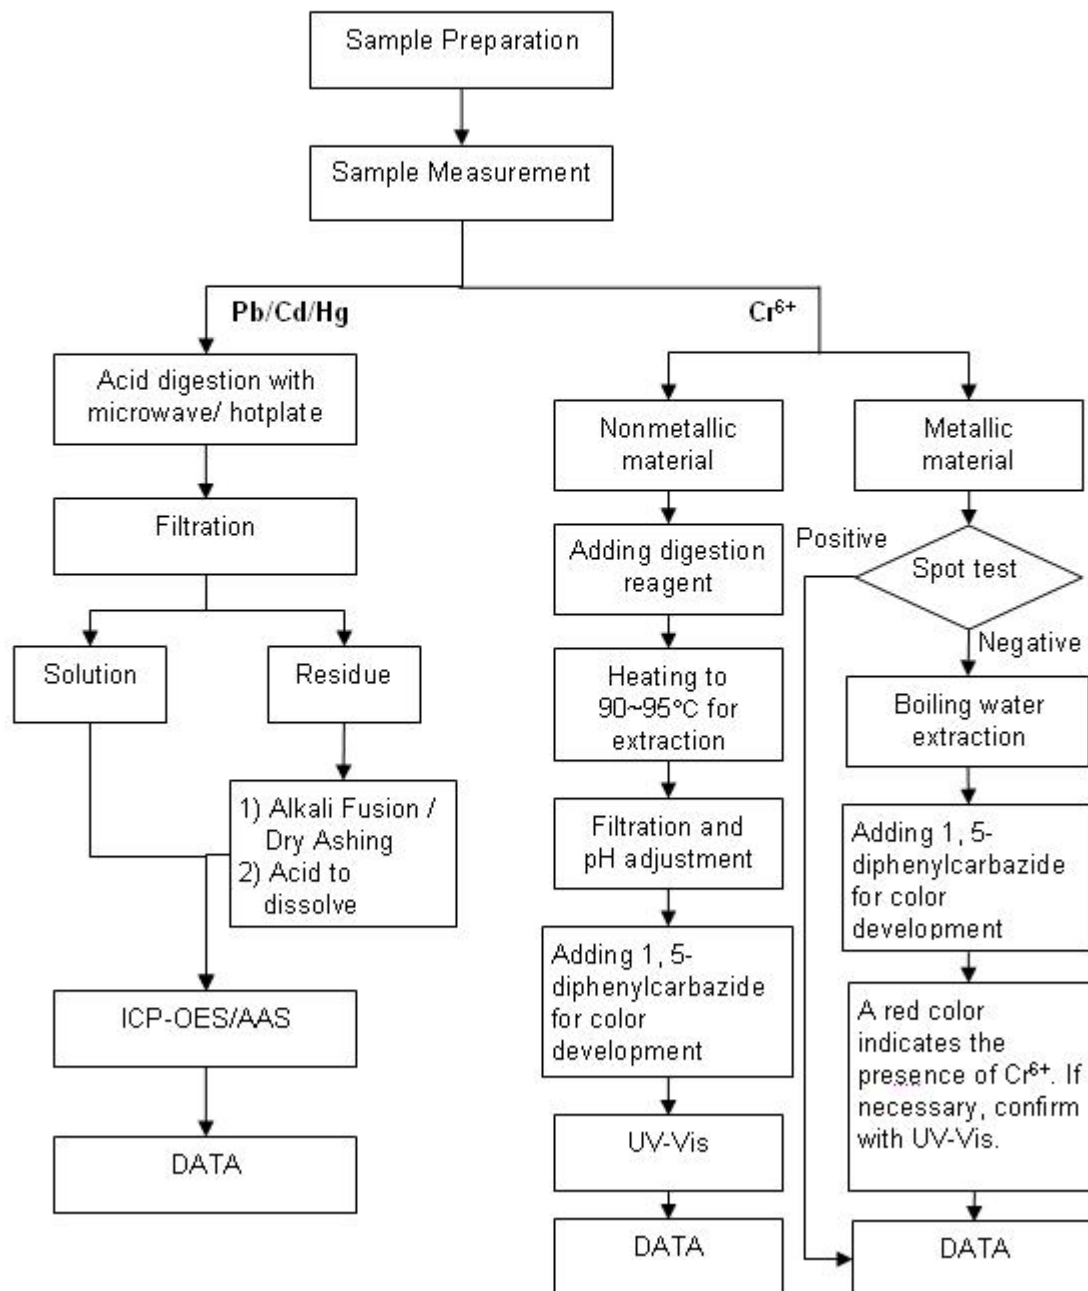 Sample Preparation
Sample Measurement
Pb/Cd/Hg
Cr⁶⁺
Acid digestion with
microwave/ hotplate
Filtration
Solution
Residue
1) Alkali Fusion /
Dry Ashing
2) Acid to
dissolve
ICP-OES/AAS
DATA
Nonmetallic
material
Adding digestion
reagent
Heating to
90~95°C for
extraction
Filtration and
pH adjustment
Adding 1, 5-
diphenylcarbazide
for color
development
UV-Vis
DATA
Metallic
material
Spot test
Positive
Negative
Boiling water
extraction
Adding 1, 5-
diphenylcarbazide
for color
development
A red color
indicates the
presence of Cr⁶⁺. If
necessary, confirm
with UV-Vis.
DATA